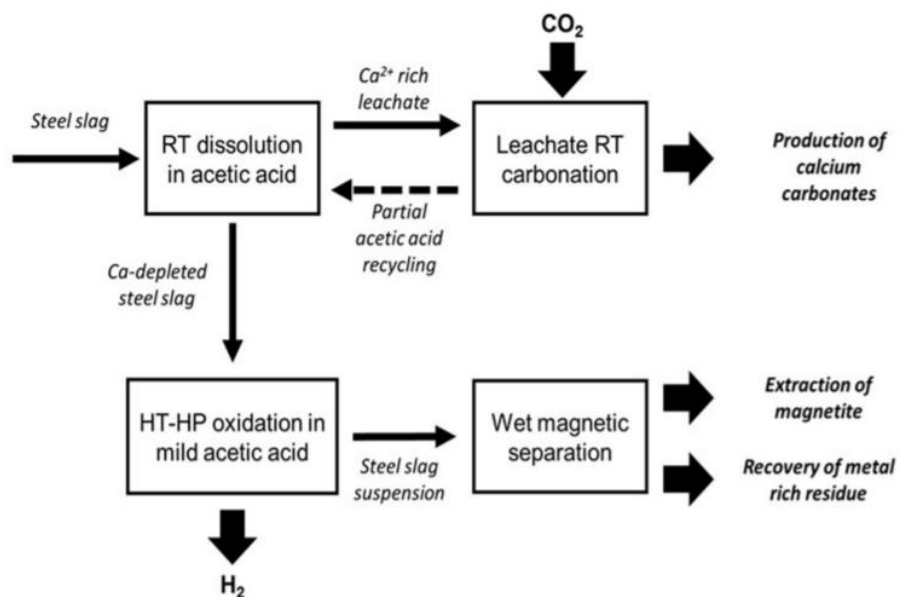 CO₂
Steel slag
RT dissolution
in acetic acid
Ca²⁺ rich
leachate
Leachate RT
carbonation
Production of
calcium
carbonates
Partial
acetic acid
recycling
Ca-depleted
steel slag
HT-HP oxidation in
mild acetic acid
Steel slag
suspension
Wet magnetic
separation
Extraction of
magnetite
Recovery of metal
rich residue
H₂